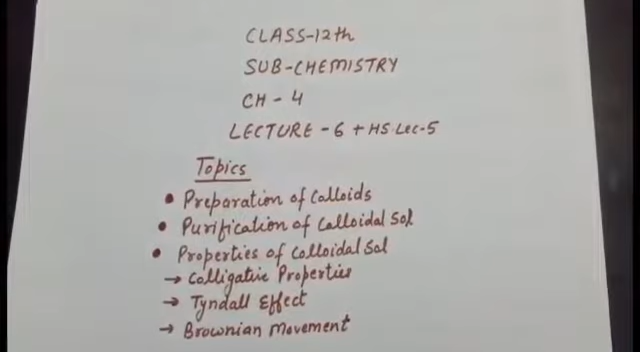 CLASS-12th
SUB-CHEMISTRY
CH - 4
LECTURE - 6 + HS Lec-5
Topics
• Preparation of Colloids
• Purification of Colloidal Sol
• Properties of Colloidal Sol
→ Colligative Properties
→ Tyndall Effect
→ Brownian Movement